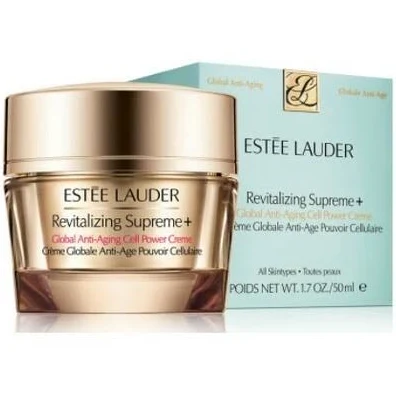 ESTĒE LAUDER
Revitalizing Supreme+
Global Anti-Aging Cell Power Creme
Crème Globale Anti-Age Pouvoir Cellulaire
Global Anti-Aging
Globale Anti-Age
ESTĒE LAUDER
Revitalizing Supreme+
Global Anti-Aging Cell Power Creme
Crème Globale Anti-Age Pouvoir Cellulaire
All Skintypes • Toutes peaux
POIDS NET WT. 1.7 OZ./50ml e